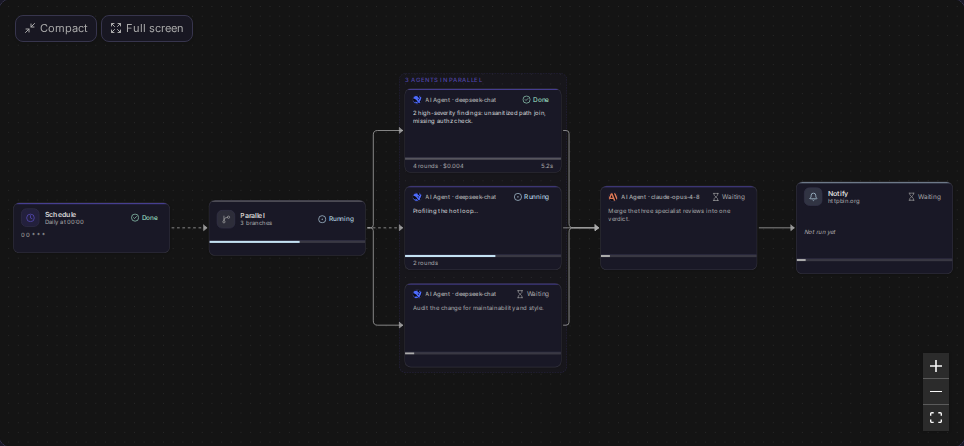 Compact
Full screen
3 AGENTS IN PARALLEL
AI Agent · deepseek-chat
Done
2 high-severity findings: unsanitized path join,
missing authz check.
4 rounds · $0.004
5.2s
Schedule
Daily at 00:00
Done
0 0 * * *
Parallel
3 branches
Running
AI Agent · deepseek-chat
Running
Profiling the hot loop...
2 rounds
AI Agent · claude-opus-4-8
Waiting
Merge the three specialist reviews into one
verdict.
Notify
httpbin.org
Waiting
Not run yet
AI Agent · deepseek-chat
Waiting
Audit the change for maintainability and style.